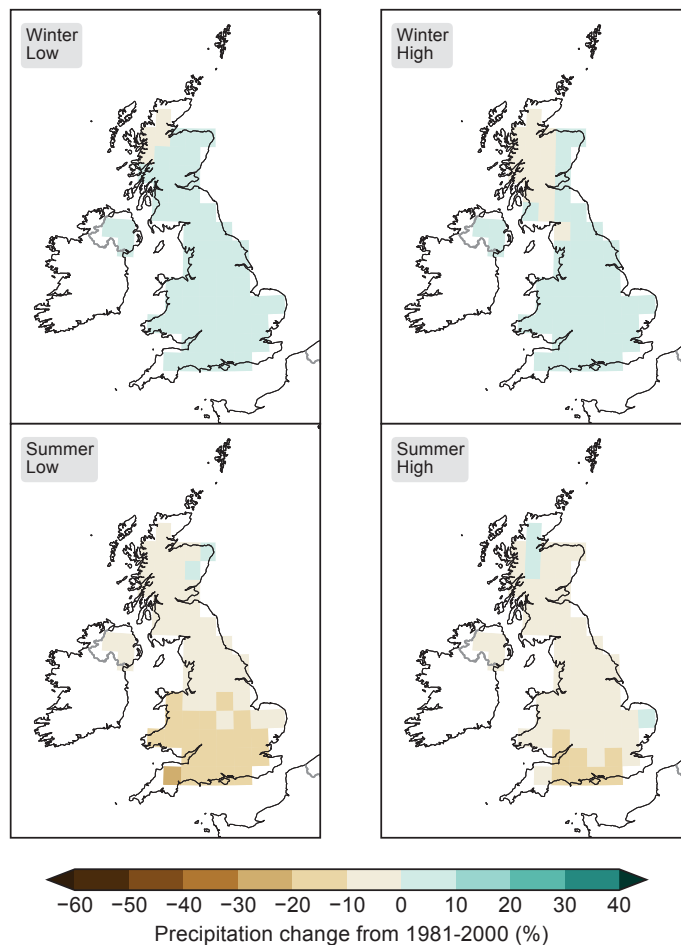 Winter
Low
Winter
High
Summer
Low
Summer
High
−60 −50 −40 −30 −20 −10 0 10 20 30 40
Precipitation change from 1981-2000 (%)